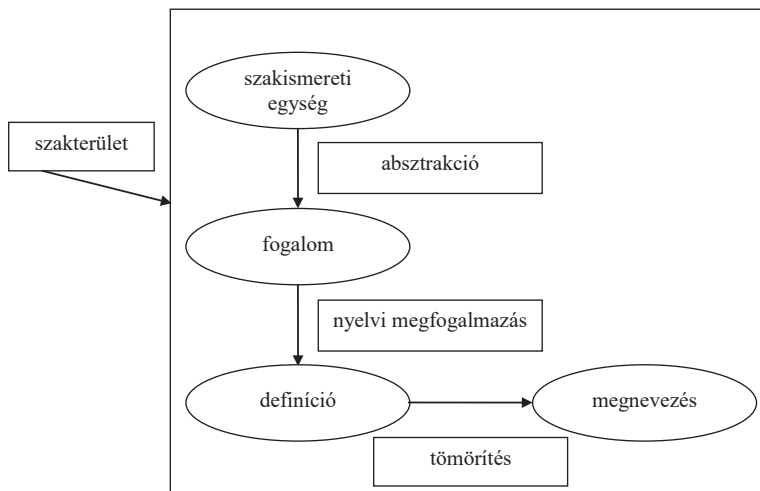 szakismereti
egység
szakterület
absztrakció
fogalom
nyelvi megfogalmazás
definíció
megnevezés
tömörítés